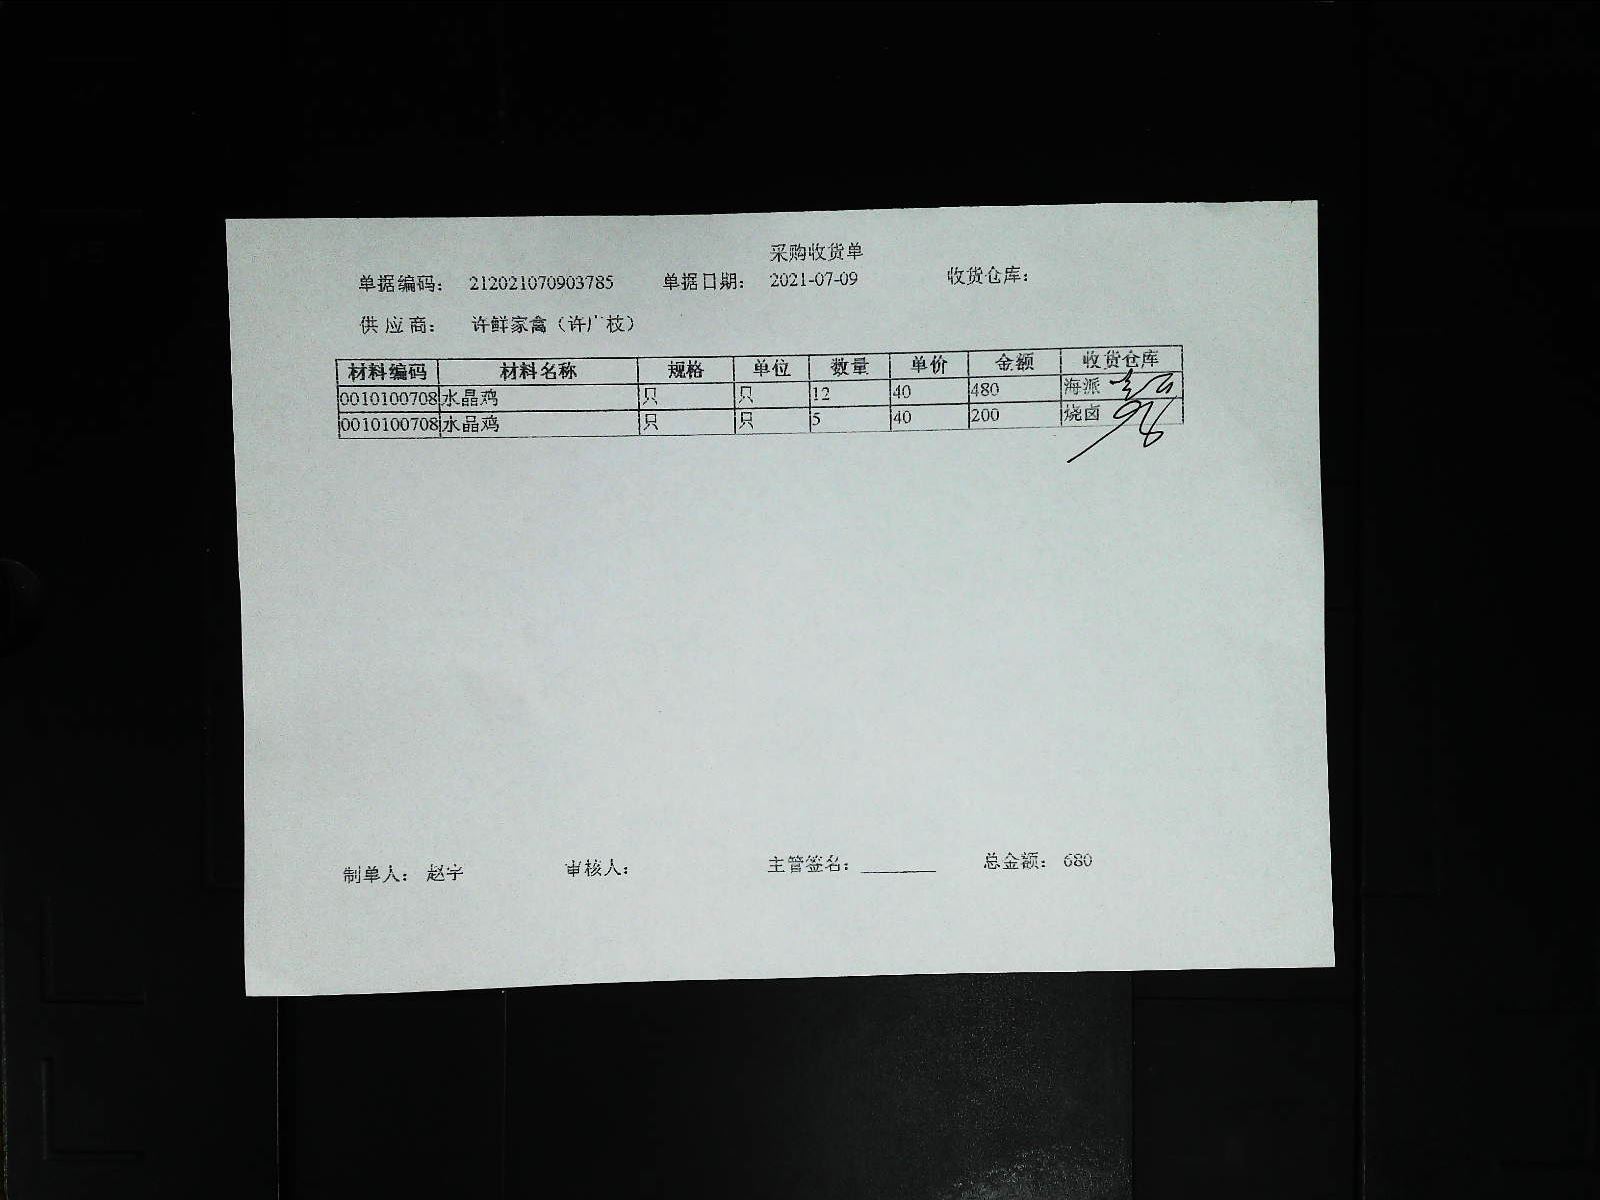 采购收货单
单据编码： 212021070903785 单据日期： 2021-07-09 收货仓库：
供应商： 许鲜家禽（许广枝）
材料编码 材料名称 规格 单位 数量 单价 金额 收货仓库
0010100708 水晶鸡 只 只 12 40 480 海派
0010100708 水晶鸡 只 只 5 40 200 烧卤
制单人： 赵宇 审核人： 主管签名： 总金额： 680